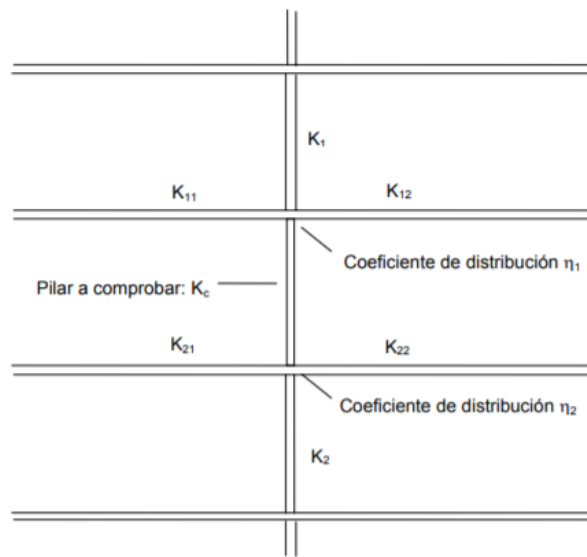 K₁
K₁₁
K₁₂
Coeficiente de distribución η₁
Pilar a comprobar: K꜀
K₂₁
K₂₂
Coeficiente de distribución η₂
K₂